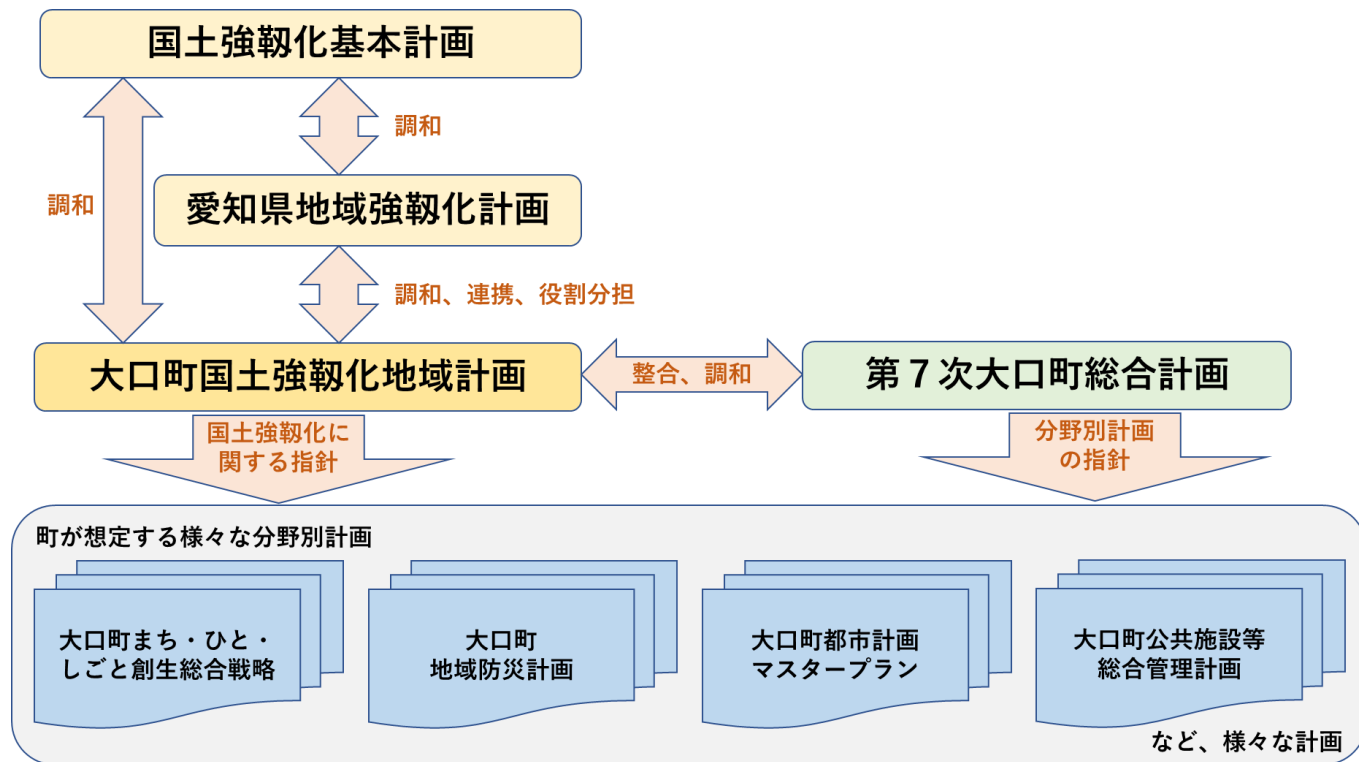 国土強靱化基本計画
調和
調和
愛知県地域強靱化計画
調和、連携、役割分担
大口町国土強靱化地域計画
整合、調和
第７次大口町総合計画
国土強靱化に
関する指針
分野別計画
の指針
町が想定する様々な分野別計画
大口町まち・ひと・
しごと創生総合戦略
大口町
地域防災計画
大口町都市計画
マスタープラン
大口町公共施設等
総合管理計画
など、様々な計画